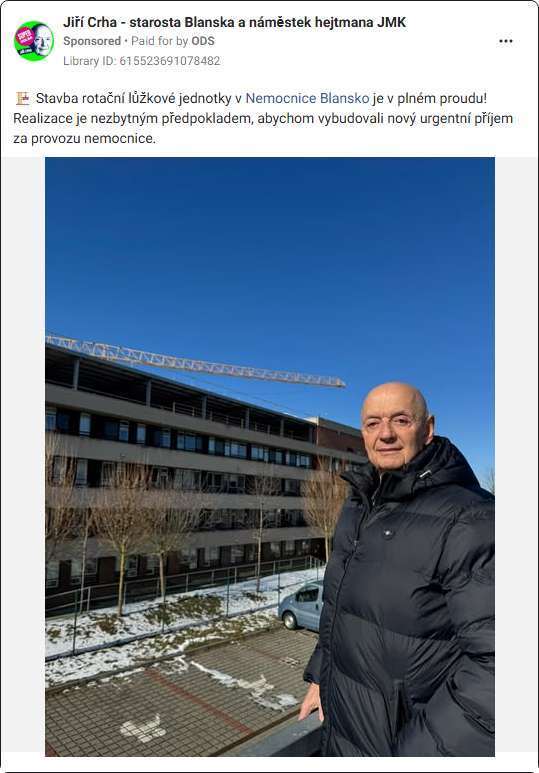 Jiří Crha - starosta Blanska a náměstek hejtmana JMK
Sponsored • Paid for by ODS
Library ID: 615523691078482
Stavba rotační lůžkové jednotky v Nemocnice Blansko je v plném proudu!
Realizace je nezbytným předpokladem, abychom vybudovali nový urgentní příjem
za provozu nemocnice.